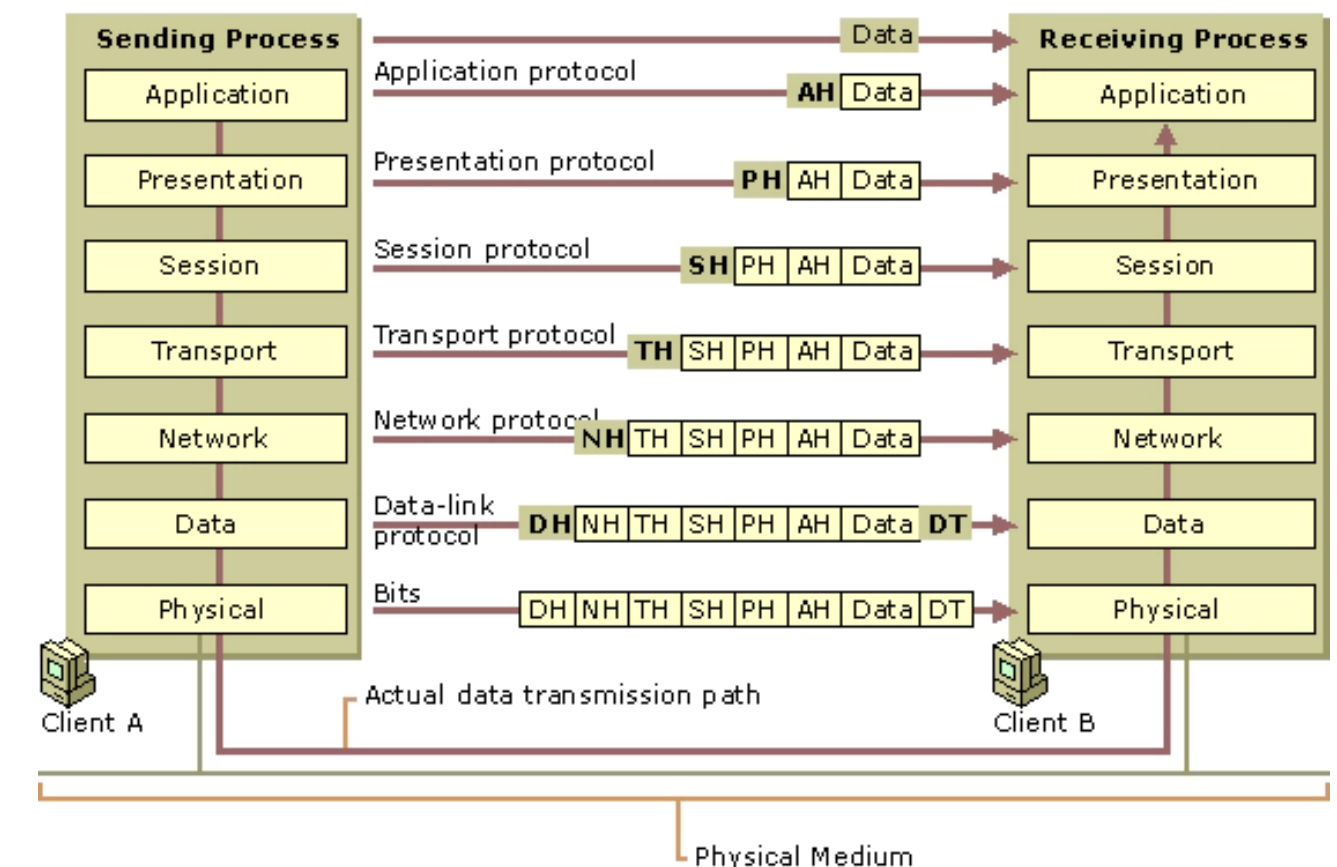 Sending Process
Data
Receiving Process
Application protocol
Application
AH Data
Application
Presentation protocol
Presentation
PH AH Data
Presentation
Session protocol
Session
SH PH AH Data
Session
Transport protocol
Transport
TH SH PH AH Data
Transport
Network protocol
Network
NH TH SH PH AH Data
Network
Data-link
protocol
Data
DH NH TH SH PH AH Data DT
Data
Bits
Physical
DH NH TH SH PH AH Data DT
Physical
Client A
Actual data transmission path
Client B
Physical Medium